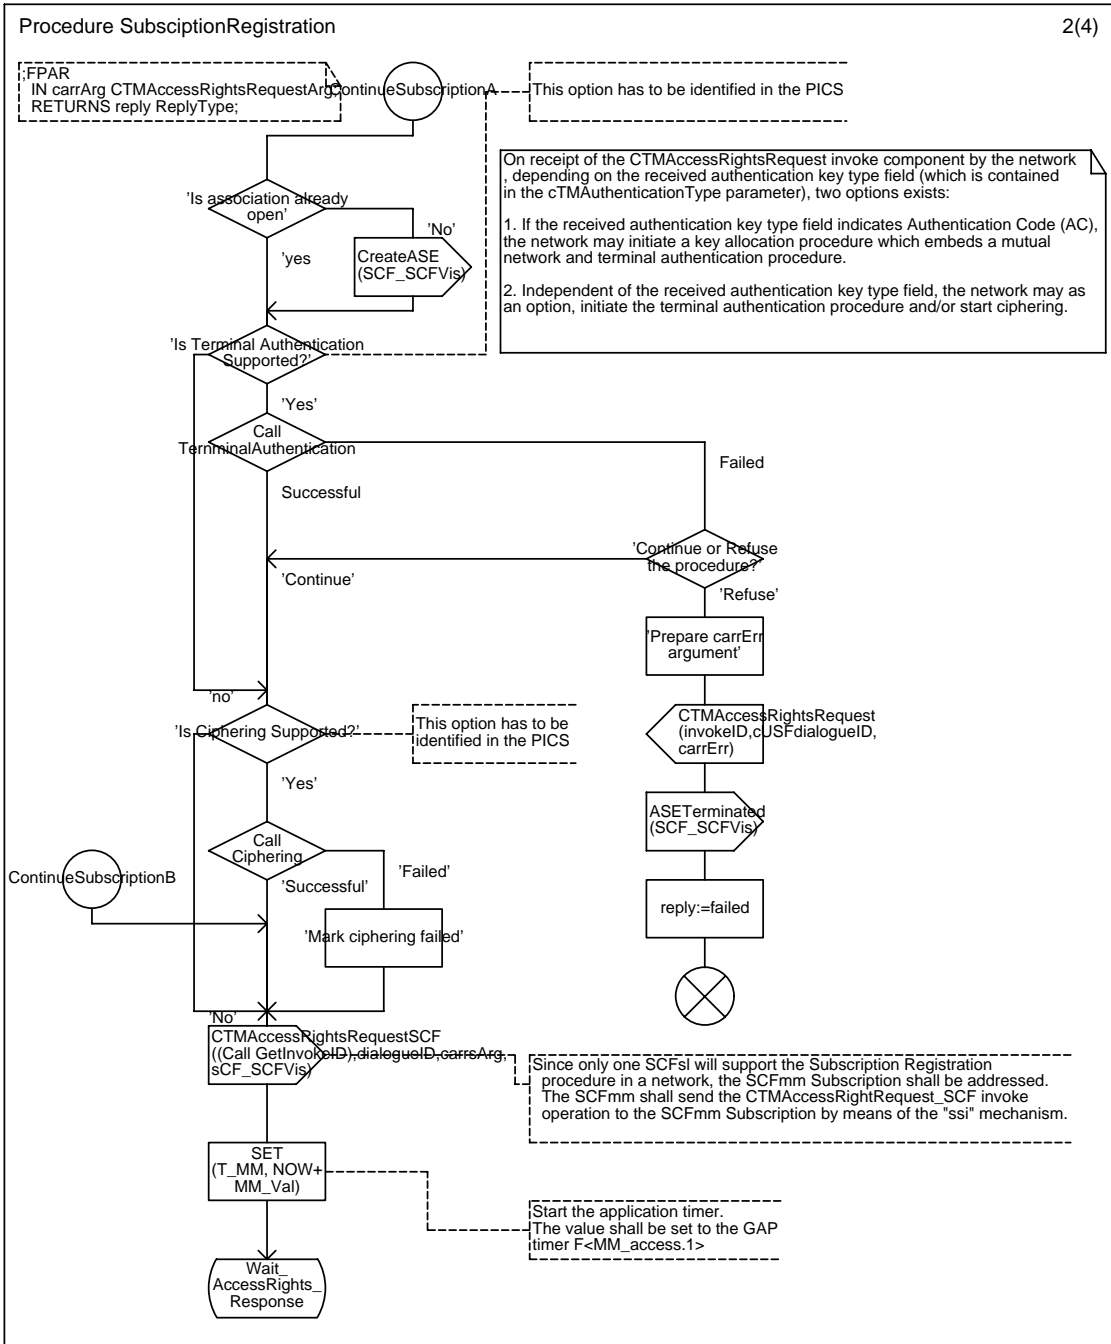 Procedure SubsciptionRegistration
2(4)
;FPAR
IN carrArg CTMAccessRightsRequestArg;
RETURNS reply ReplyType;
ContinueSubscriptionA
This option has to be identified in the PICS
On receipt of the CTMAccessRightsRequest invoke component by the network
, depending on the received authentication key type field (which is contained
in the cTMAuthenticationType parameter), two options exists:
1. If the received authentication key type field indicates Authentication Code (AC),
the network may initiate a key allocation procedure which embeds a mutual
network and terminal authentication procedure.
2. Independent of the received authentication key type field, the network may as
an option, initiate the terminal authentication procedure and/or start ciphering.
'Is association already
open'
'No'
'yes
CreateASE
(SCF_SCFVis)
'Is Terminal Authentication
Supported?'
'Yes'
Call
TernminalAuthentication
Failed
Successful
'Continue or Refuse
the procedure?'
'Continue'
'Refuse'
'Prepare carrErr
argument'
'no'
'Is Ciphering Supported?'
This option has to be
identified in the PICS
CTMAccessRightsRequest
(invokeID,cUSFdialogueID,
carrErr)
'Yes'
ASETerminated
(SCF_SCFVis)
Call
Ciphering
ContinueSubscriptionB
'Failed'
'Successful'
reply:=failed
'Mark ciphering failed'
'No'
CTMAccessRightsRequestSCF
((Call GetInvokeID),dialogueID,carrsArg,
sCF_SCFVis)
Since only one SCFsl will support the Subscription Registration
procedure in a network, the SCFmm Subscription shall be addressed.
The SCFmm shall send the CTMAccessRightRequest_SCF invoke
operation to the SCFmm Subscription by means of the "ssi" mechanism.
SET
(T_MM, NOW+
MM_Val)
Start the application timer.
The value shall be set to the GAP
timer F<MM_access.1>
Wait_
AccessRights_
Response